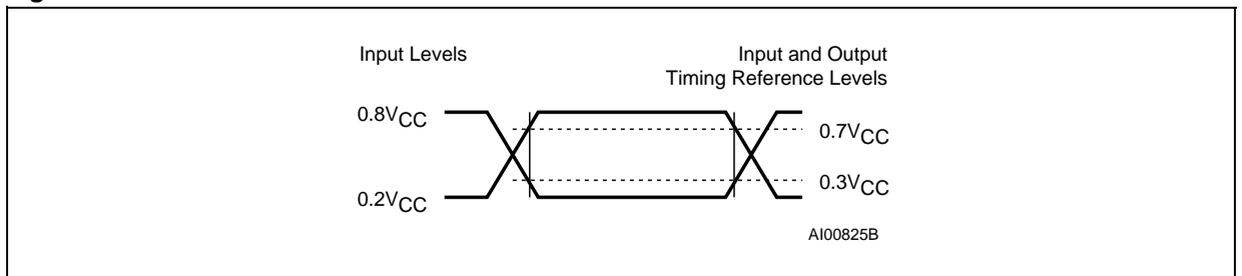 Input Levels
Input and Output
Timing Reference Levels
0.8VCC
0.7VCC
0.3VCC
0.2VCC
AI00825B